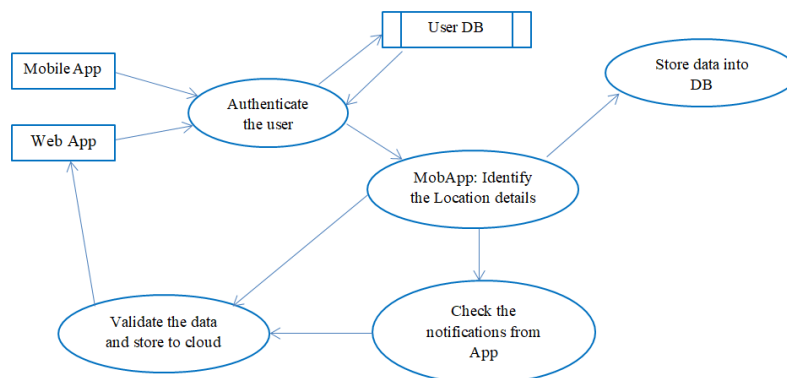 User DB
Mobile App
Store data into
DB
Authenticate
the user
Web App
MobApp: Identify
the Location details
Validate the data
and store to cloud
Check the
notifications from
App